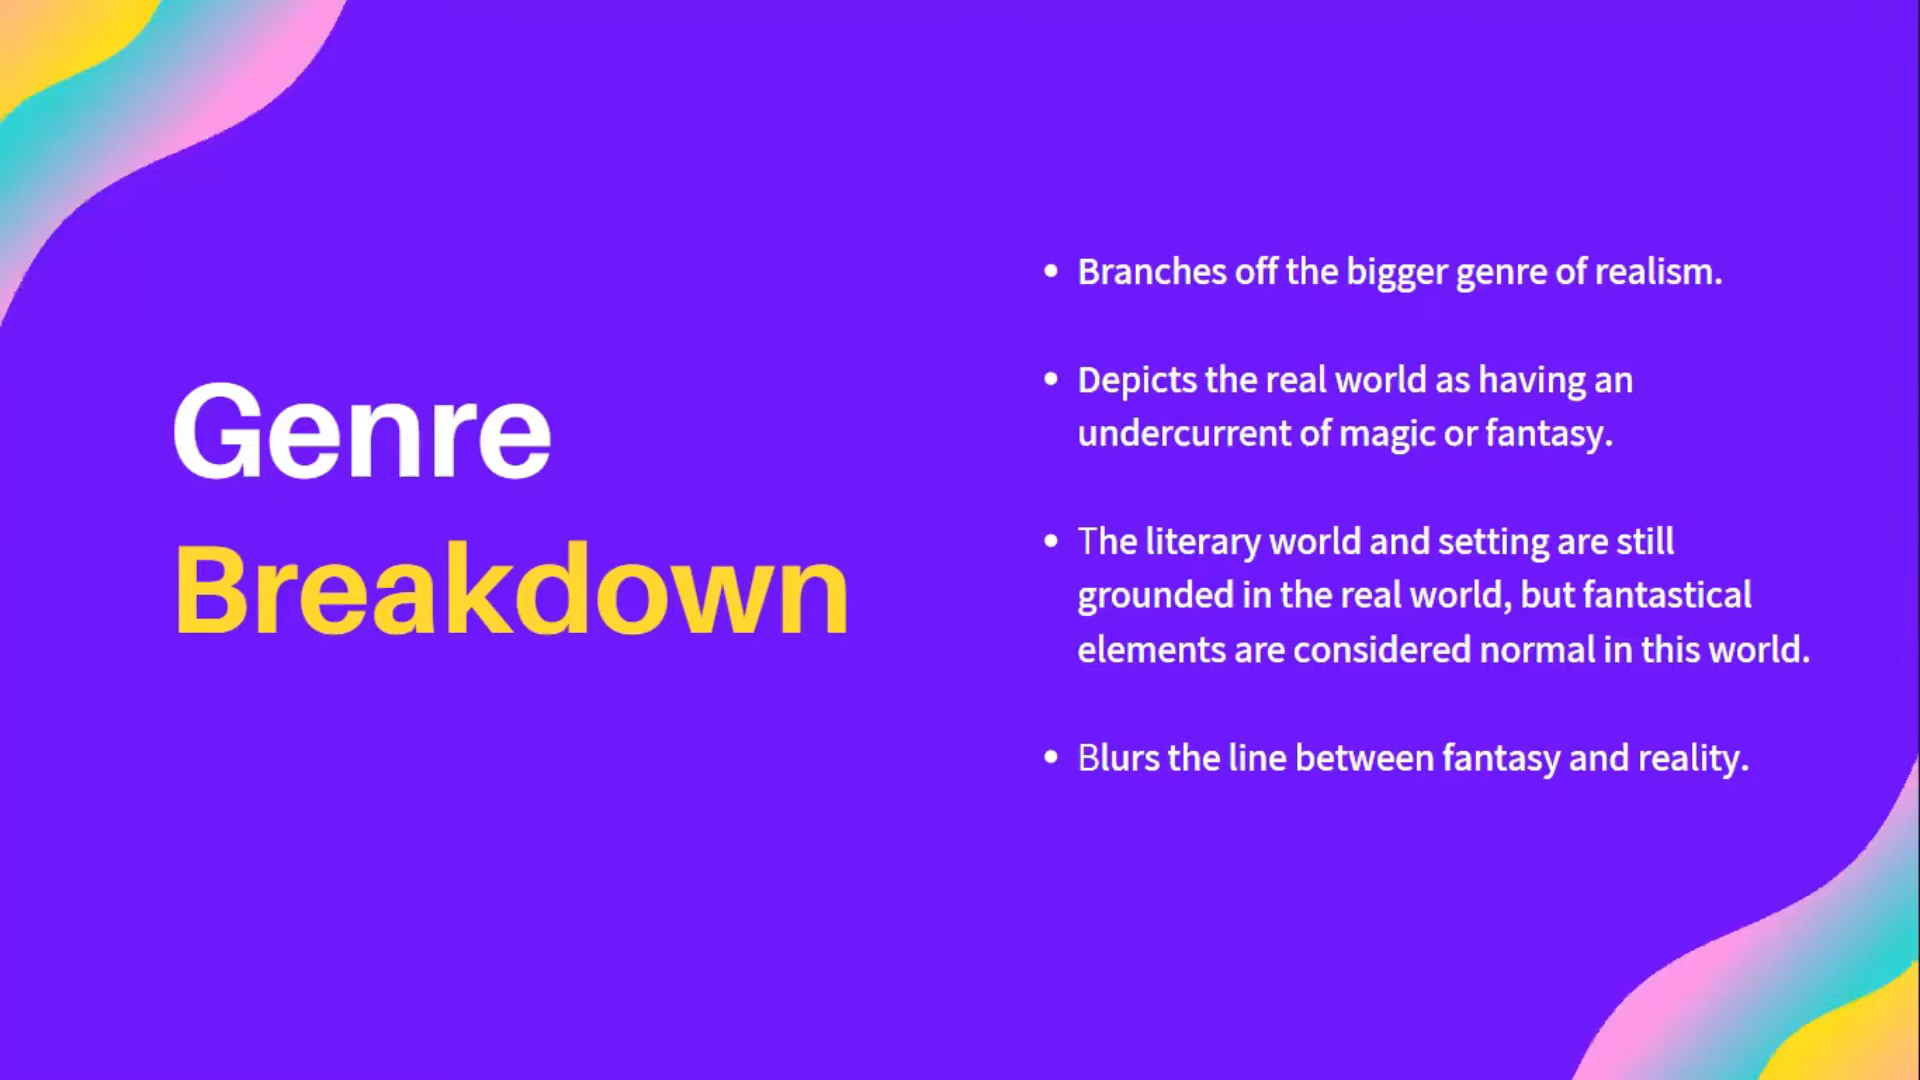 Genre
Breakdown
• Branches off the bigger genre of realism.
• Depicts the real world as having an
undercurrent of magic or fantasy.
• The literary world and setting are still
grounded in the real world, but fantastical
elements are considered normal in this world.
• Blurs the line between fantasy and reality.